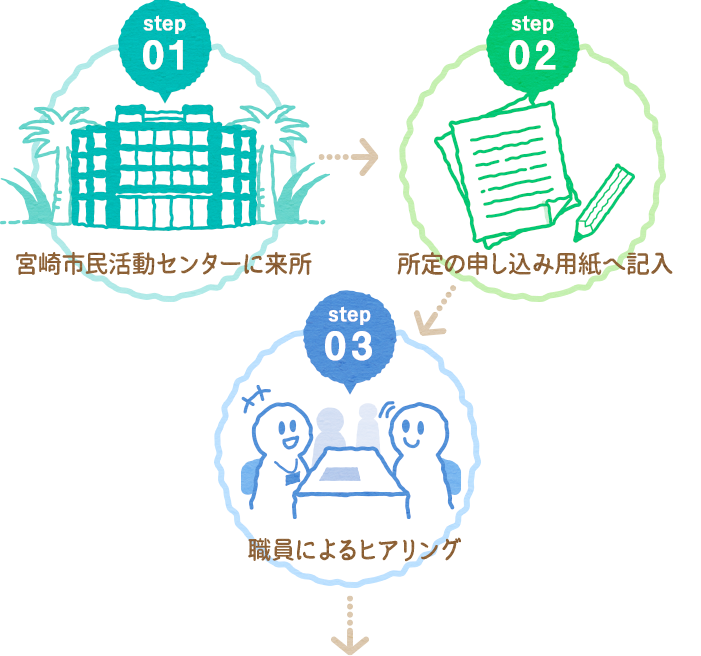 step
01
宮崎市民活動センターに来所
step
02
所定の申し込み用紙へ記入
step
03
職員によるヒアリング